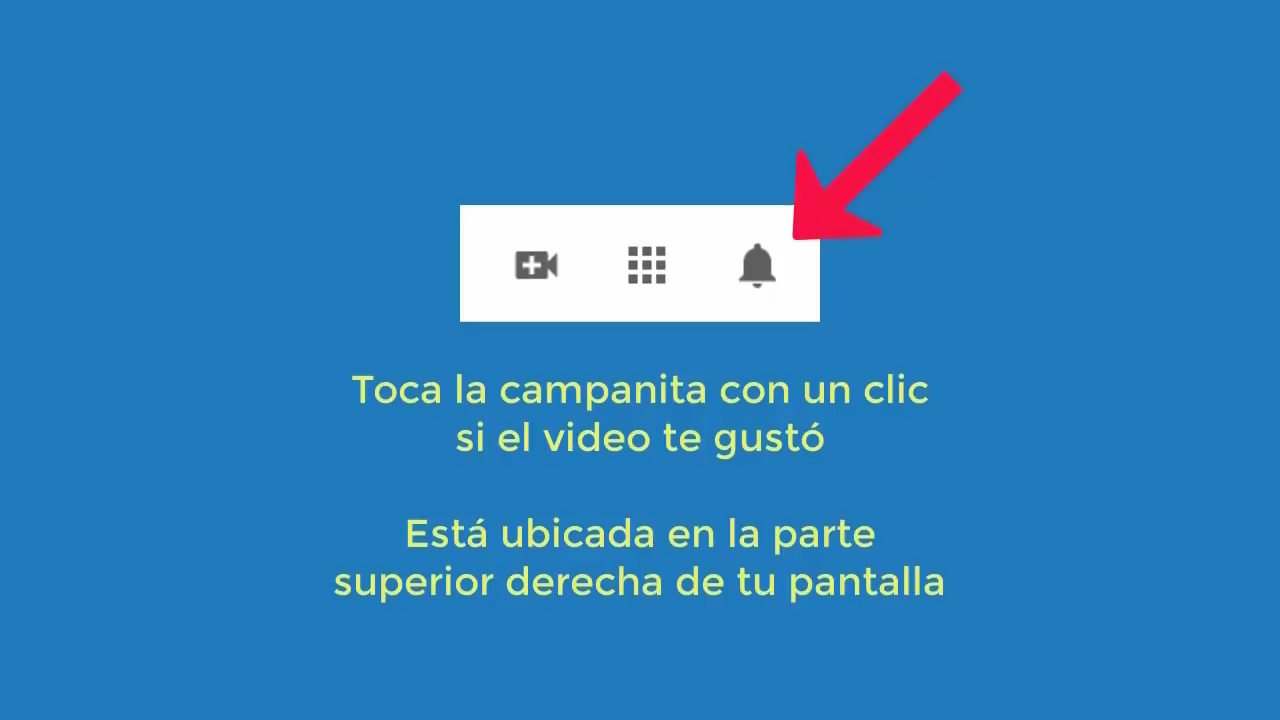 Toca la campanita con un clic
si el video te gustó
Está ubicada en la parte
superior derecha de tu pantalla